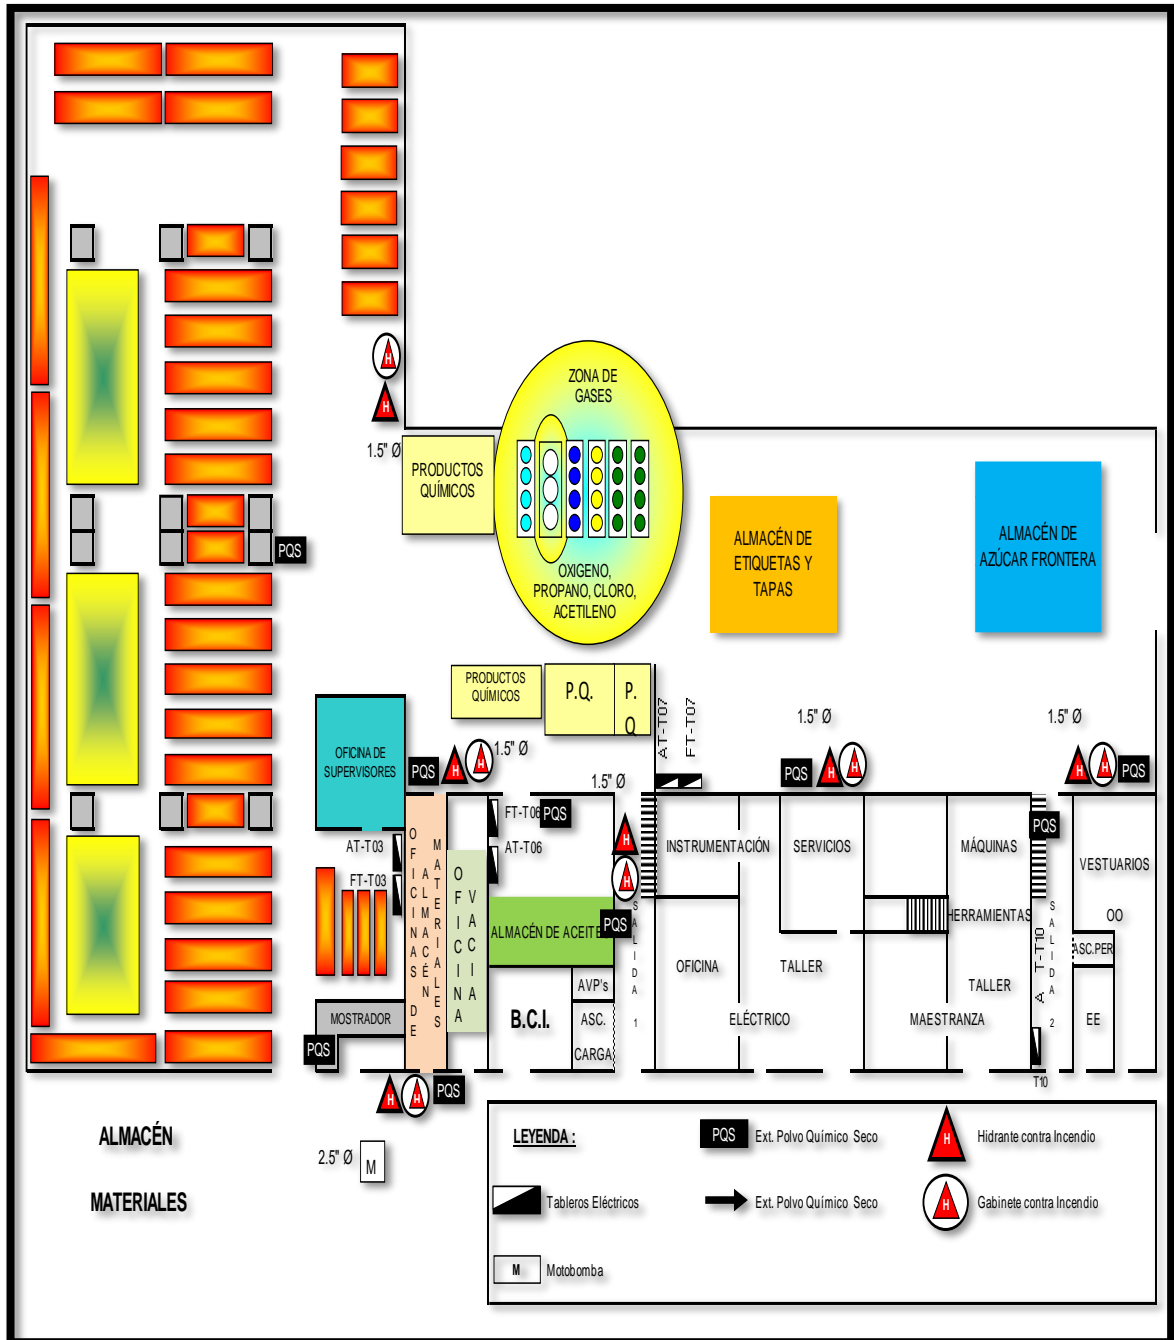 H
H
1.5" Ø
ZONA DE
GASES
PRODUCTOS
QUÍMICOS
OXIGENO,
PROPANO, CLORO,
ACETILENO
ALMACÉN DE
ETIQUETAS Y
TAPAS
ALMACÉN DE
AZÚCAR FRONTERA
PQS
PRODUCTOS
QUÍMICOS
P.Q.
P.
Q
AT-T07
FT-T07
OFICINA DE
SUPERVISORES
PQS
H
H
1.5" Ø
1.5" Ø
1.5" Ø
PQS
H
H
1.5" Ø
H
H
PQS
FT-T06
PQS
AT-T06
AT-T03
FT-T03
OFICINAS DE
ALMACÉN
MATERIALES
OFICINA
VACIA
H
H
PQS
ALMACÉN DE ACEITE
SALIDA 1
INSTRUMENTACIÓN
SERVICIOS
MÁQUINAS
PQS
VESTUARIOS
HERRAMIENTAS
OO
SALIDA 2
A T-T10
ASC.PER
OFICINA
TALLER
TALLER
AVP's
MOSTRADOR
B.C.I.
ASC.
CARGA
ELÉCTRICO
MAESTRANZA
EE
PQS
T10
H
H
PQS
ALMACÉN
MATERIALES
2.5" Ø
M
LEYENDA :
PQS Ext. Polvo Químico Seco
H Hidrante contra Incendio
Tableros Eléctricos
Ext. Polvo Químico Seco
H Gabinete contra Incendio
M Motobomba